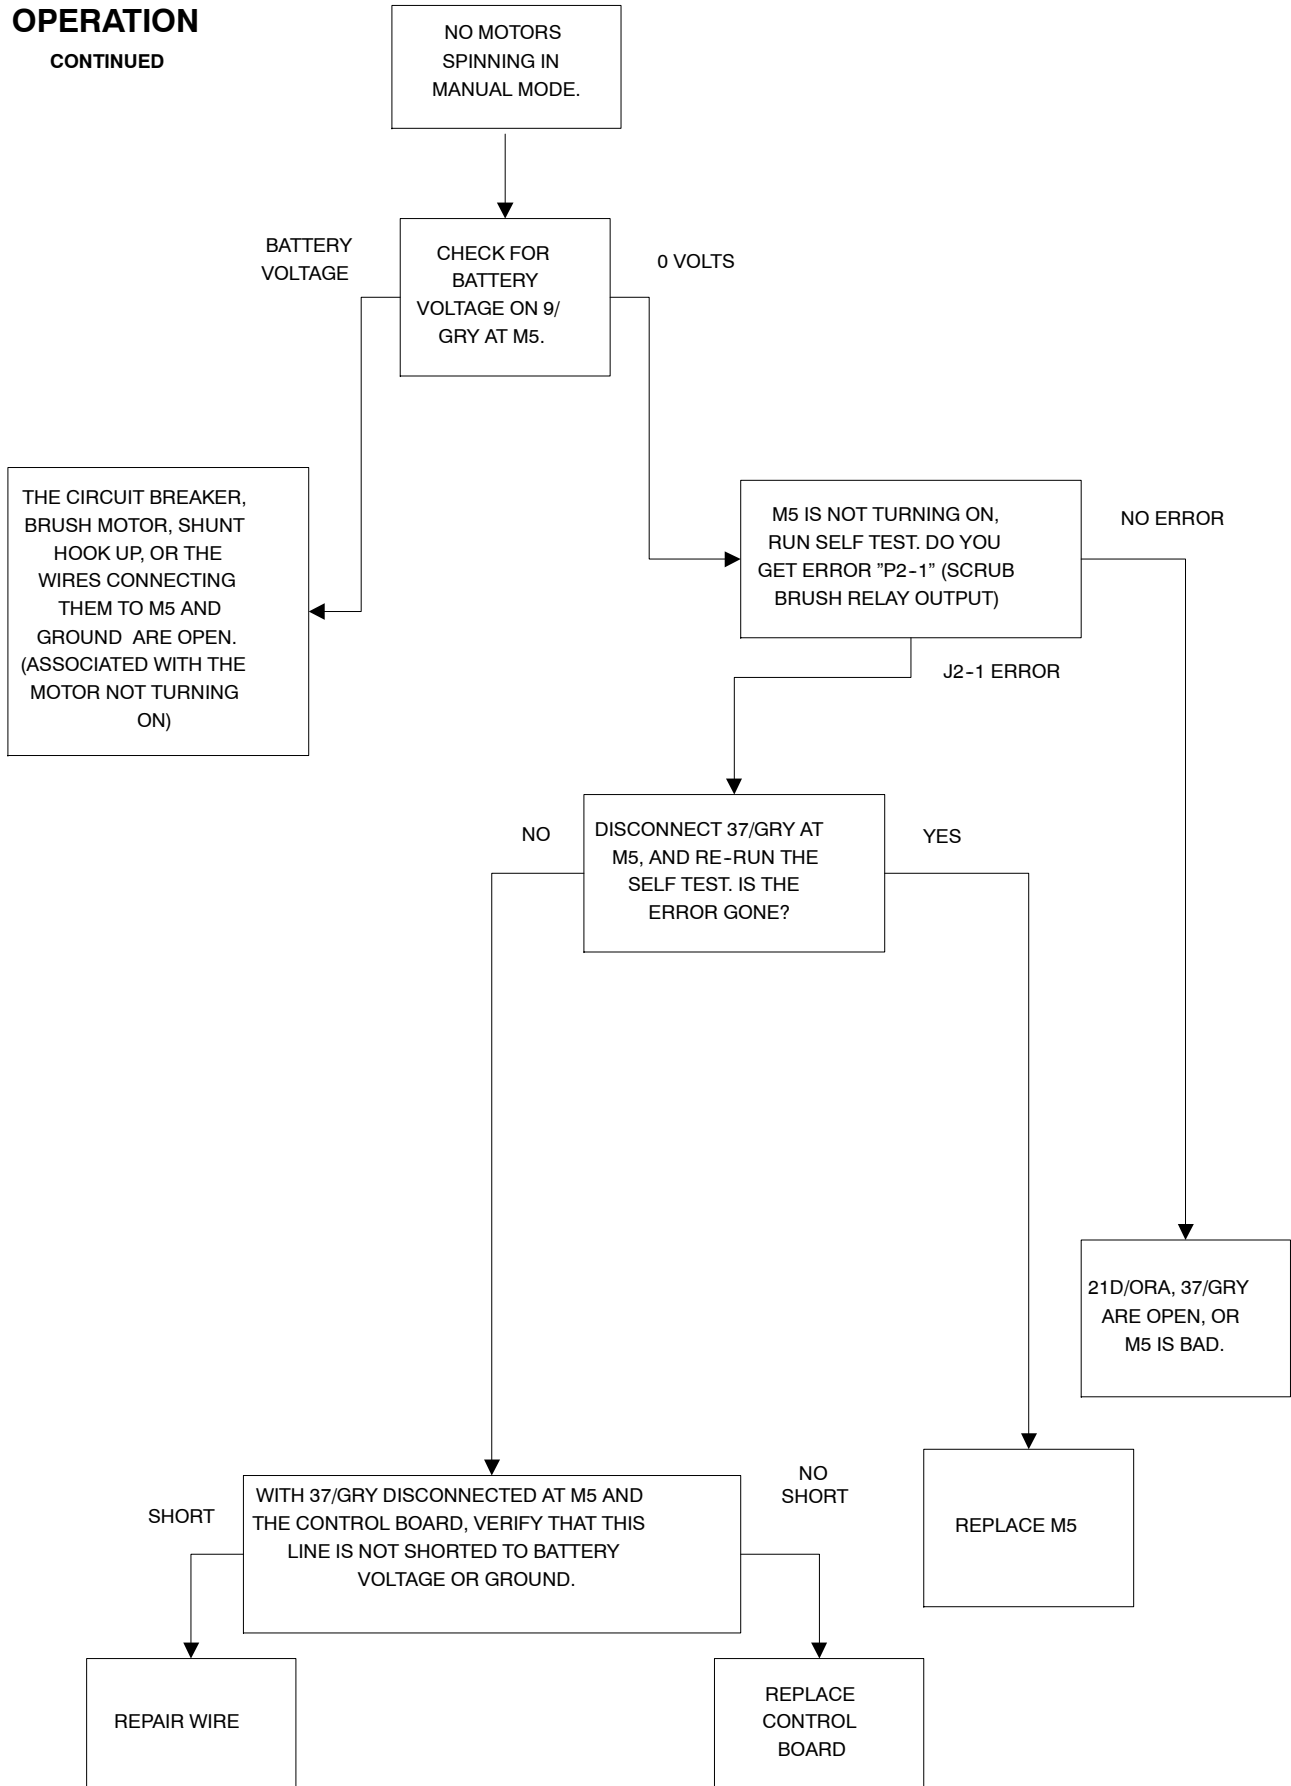 OPERATION
CONTINUED
NO MOTORS
SPINNING IN
MANUAL MODE.
BATTERY
VOLTAGE
CHECK FOR
BATTERY
VOLTAGE ON 9/
GRY AT M5.
0 VOLTS
THE CIRCUIT BREAKER,
BRUSH MOTOR, SHUNT
HOOK UP, OR THE
WIRES CONNECTING
THEM TO M5 AND
GROUND ARE OPEN.
(ASSOCIATED WITH THE
MOTOR NOT TURNING
ON)
M5 IS NOT TURNING ON,
RUN SELF TEST. DO YOU
GET ERROR ”P2-1” (SCRUB
BRUSH RELAY OUTPUT)
NO ERROR
J2-1 ERROR
NO
DISCONNECT 37/GRY AT
M5, AND RE-RUN THE
SELF TEST. IS THE
ERROR GONE?
YES
21D/ORA, 37/GRY
ARE OPEN, OR
M5 IS BAD.
SHORT
WITH 37/GRY DISCONNECTED AT M5 AND
THE CONTROL BOARD, VERIFY THAT THIS
LINE IS NOT SHORTED TO BATTERY
VOLTAGE OR GROUND.
NO
SHORT
REPLACE M5
REPAIR WIRE
REPLACE
CONTROL
BOARD